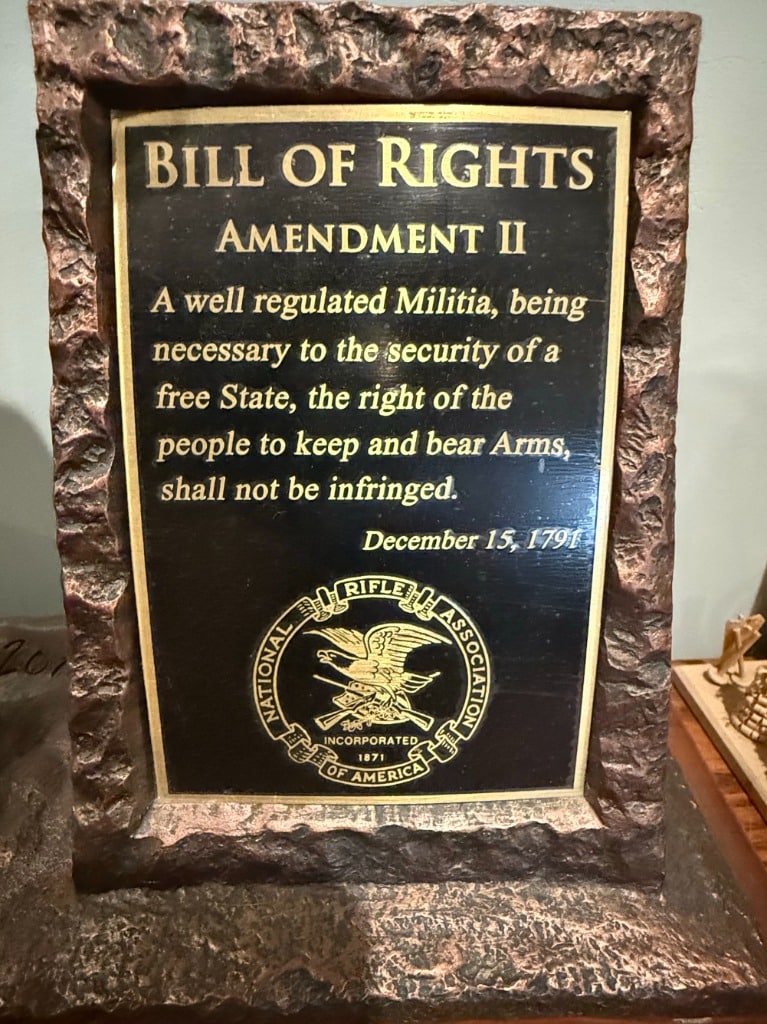 BILL OF RIGHTS
AMENDMENT II
A well regulated Militia, being
necessary to the security of a
free State, the right of the
people to keep and bear Arms,
shall not be infringed.
December 15, 1791
NATIONAL RIFLE ASSOCIATION
INCORPORATED
1871
OF AMERICA